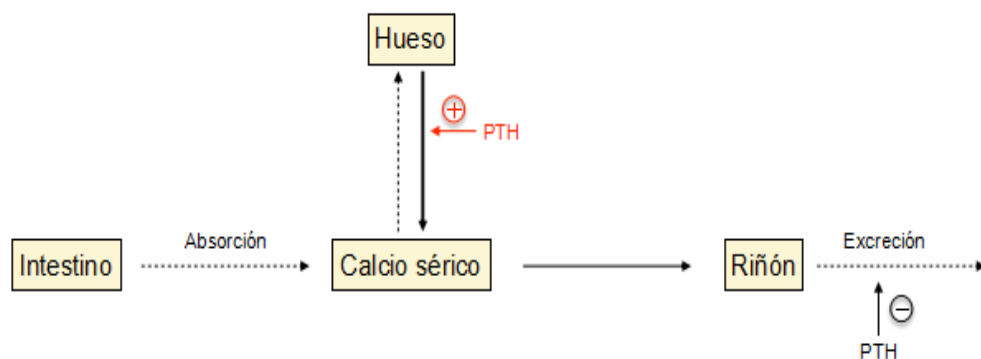 Hueso
+
PTH
Intestino
Absorción
Calcio sérico
Riñón
Excreción
−
PTH